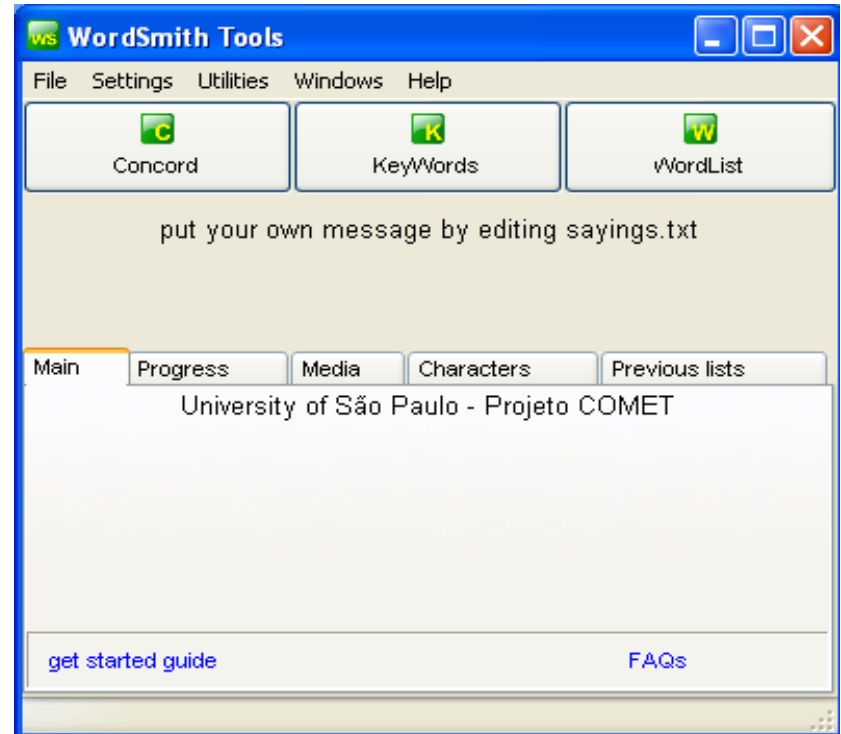 ws WordSmith Tools
File Settings Utilities Windows Help
C K W
Concord KeyWords WordList
put your own message by editing sayings.txt
Main Progress Media Characters Previous lists
University of São Paulo - Projeto COMET
get started guide FAQs